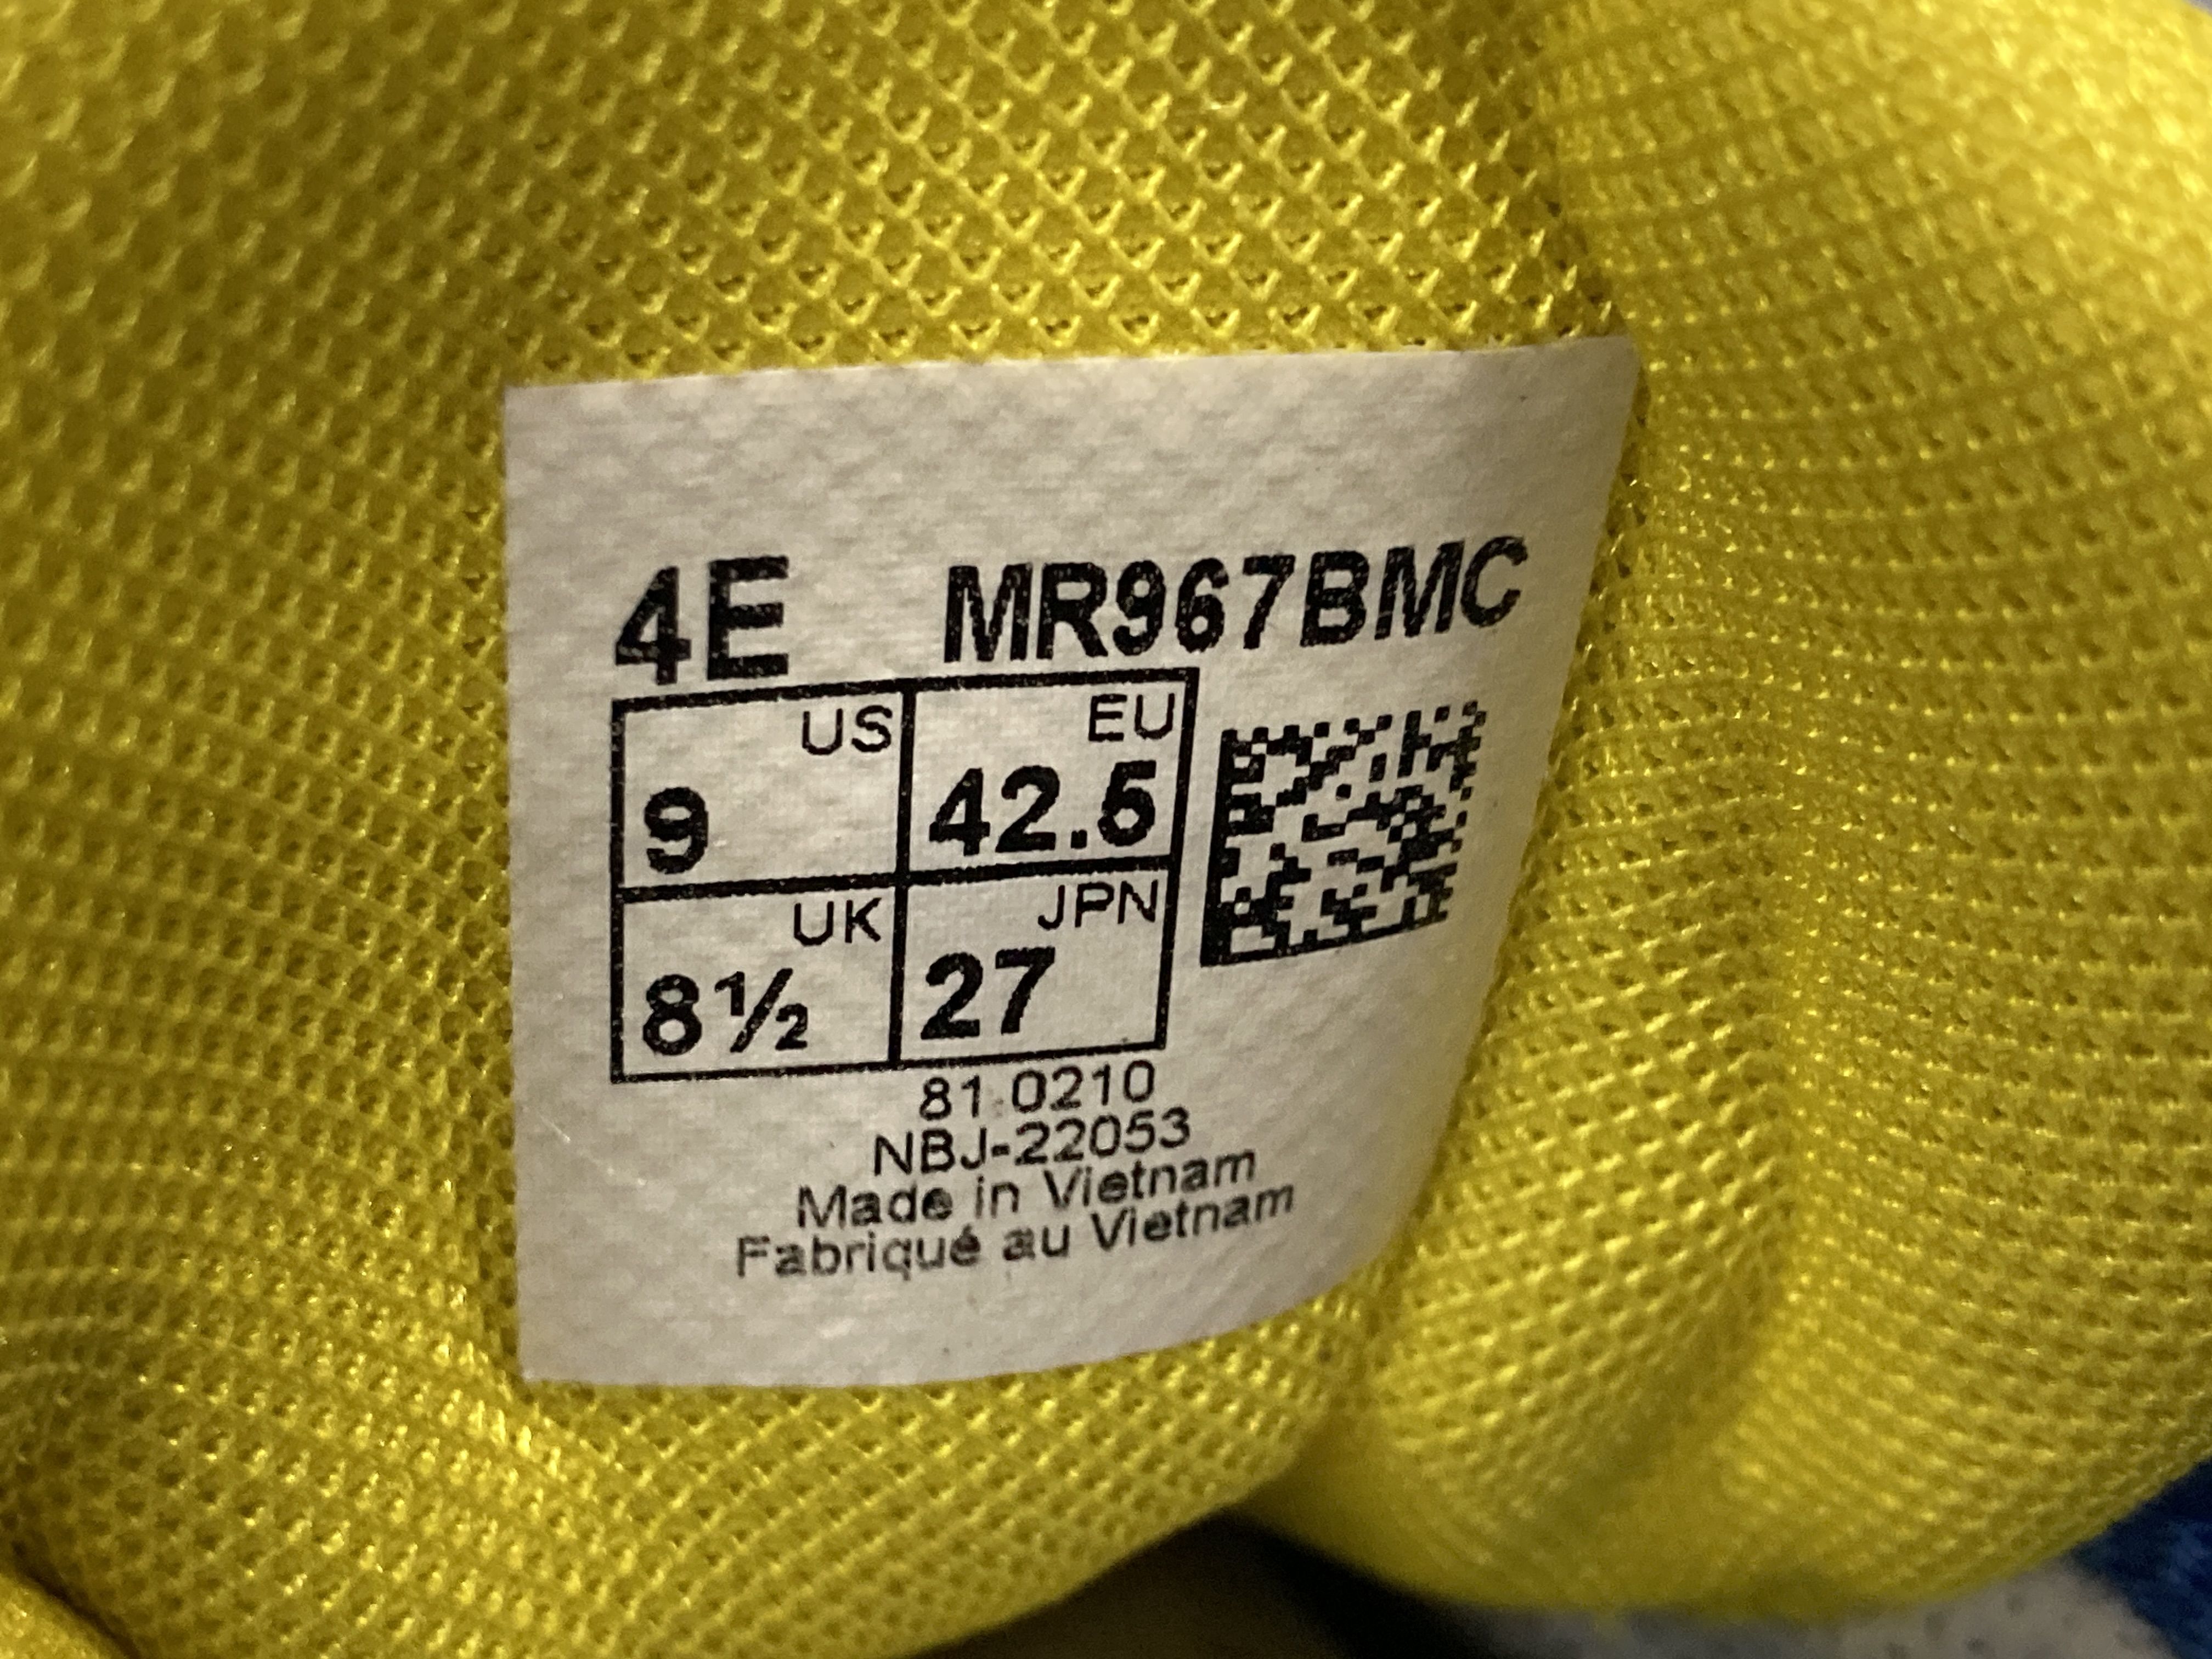 4E MR967BMC
US EU
9 42.5
UK JPN
8½ 27
81 0210
NBJ-22053
Made in Vietnam
Fabriqué au Vietnam